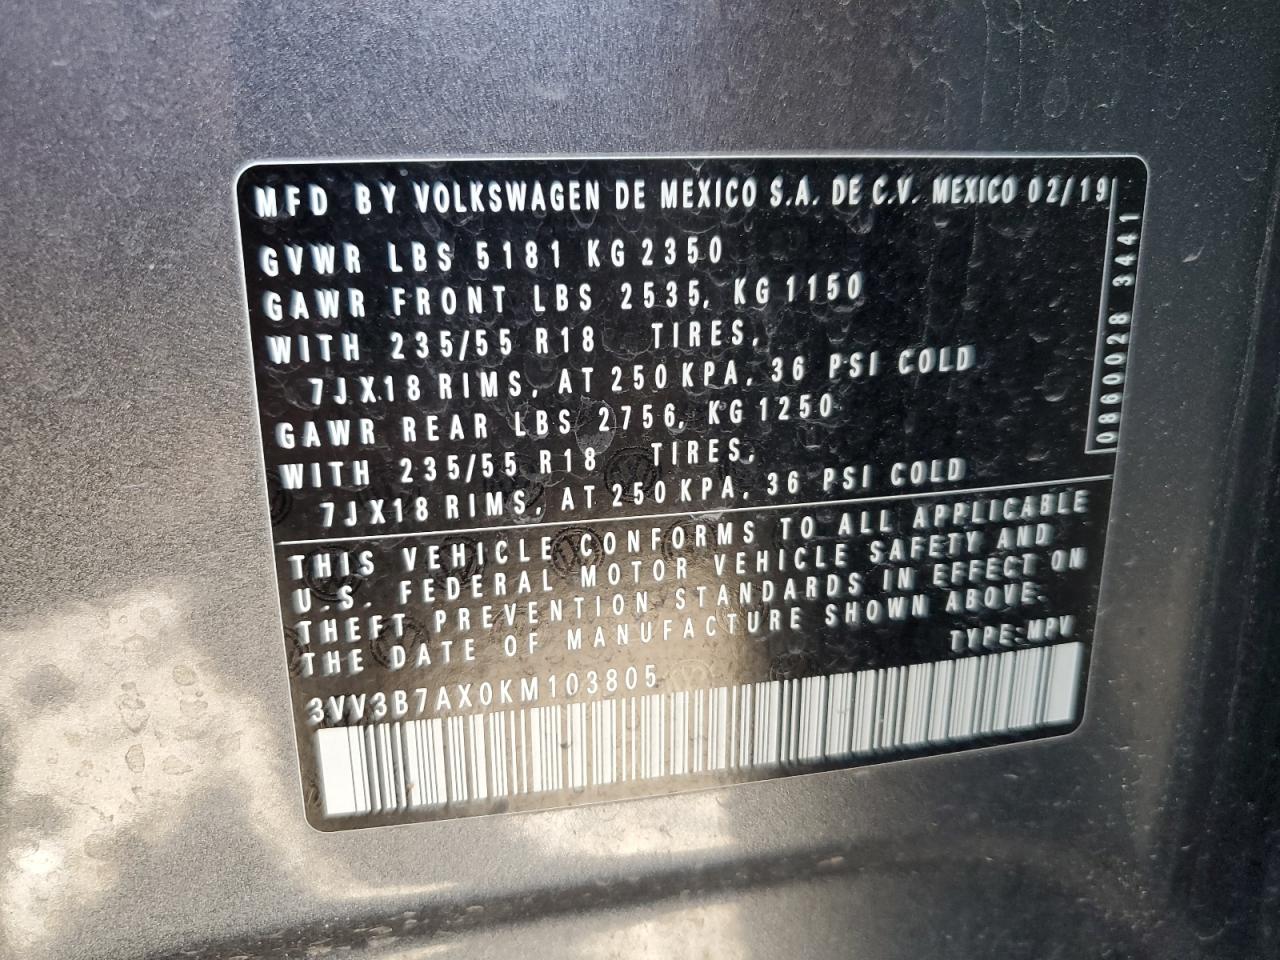 MFD BY VOLKSWAGEN DE MEXICO S.A. DE C.V. MEXICO 02/19
GVWR LBS 5181 KG 2350
GAWR FRONT LBS 2535, KG 1150
WITH 235/55 R18 TIRES,
7JX18 RIMS, AT 250 KPA, 36 PSI COLD
GAWR REAR LBS 2756, KG 1250
WITH 235/55 R18 TIRES,
7JX18 RIMS, AT 250 KPA, 36 PSI COLD
0860028 3441
THIS VEHICLE CONFORMS TO ALL APPLICABLE
U.S. FEDERAL MOTOR VEHICLE SAFETY AND
THEFT PREVENTION STANDARDS IN EFFECT ON
THE DATE OF MANUFACTURE SHOWN ABOVE.
TYPE:MPV
3VV3B7AX0KM103805